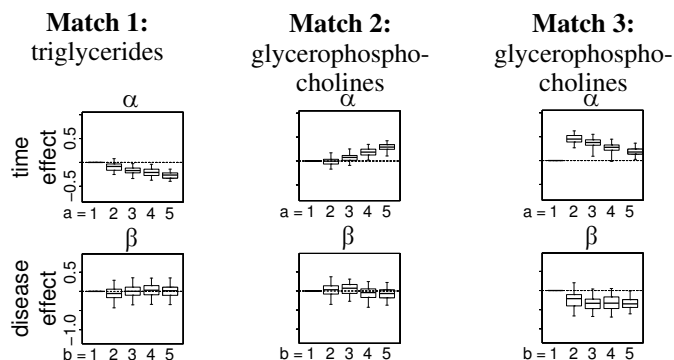 Match 1: Match 2: Match 3:
triglycerides glycerophospho- glycerophospho-
cholines cholines
α α α
time effect
0.5
−0.5
a = 1 2 3 4 5 a = 1 2 3 4 5 a = 1 2 3 4 5
β β β
disease effect
0.5
−1.0
b = 1 2 3 4 5 b = 1 2 3 4 5 b = 1 2 3 4 5